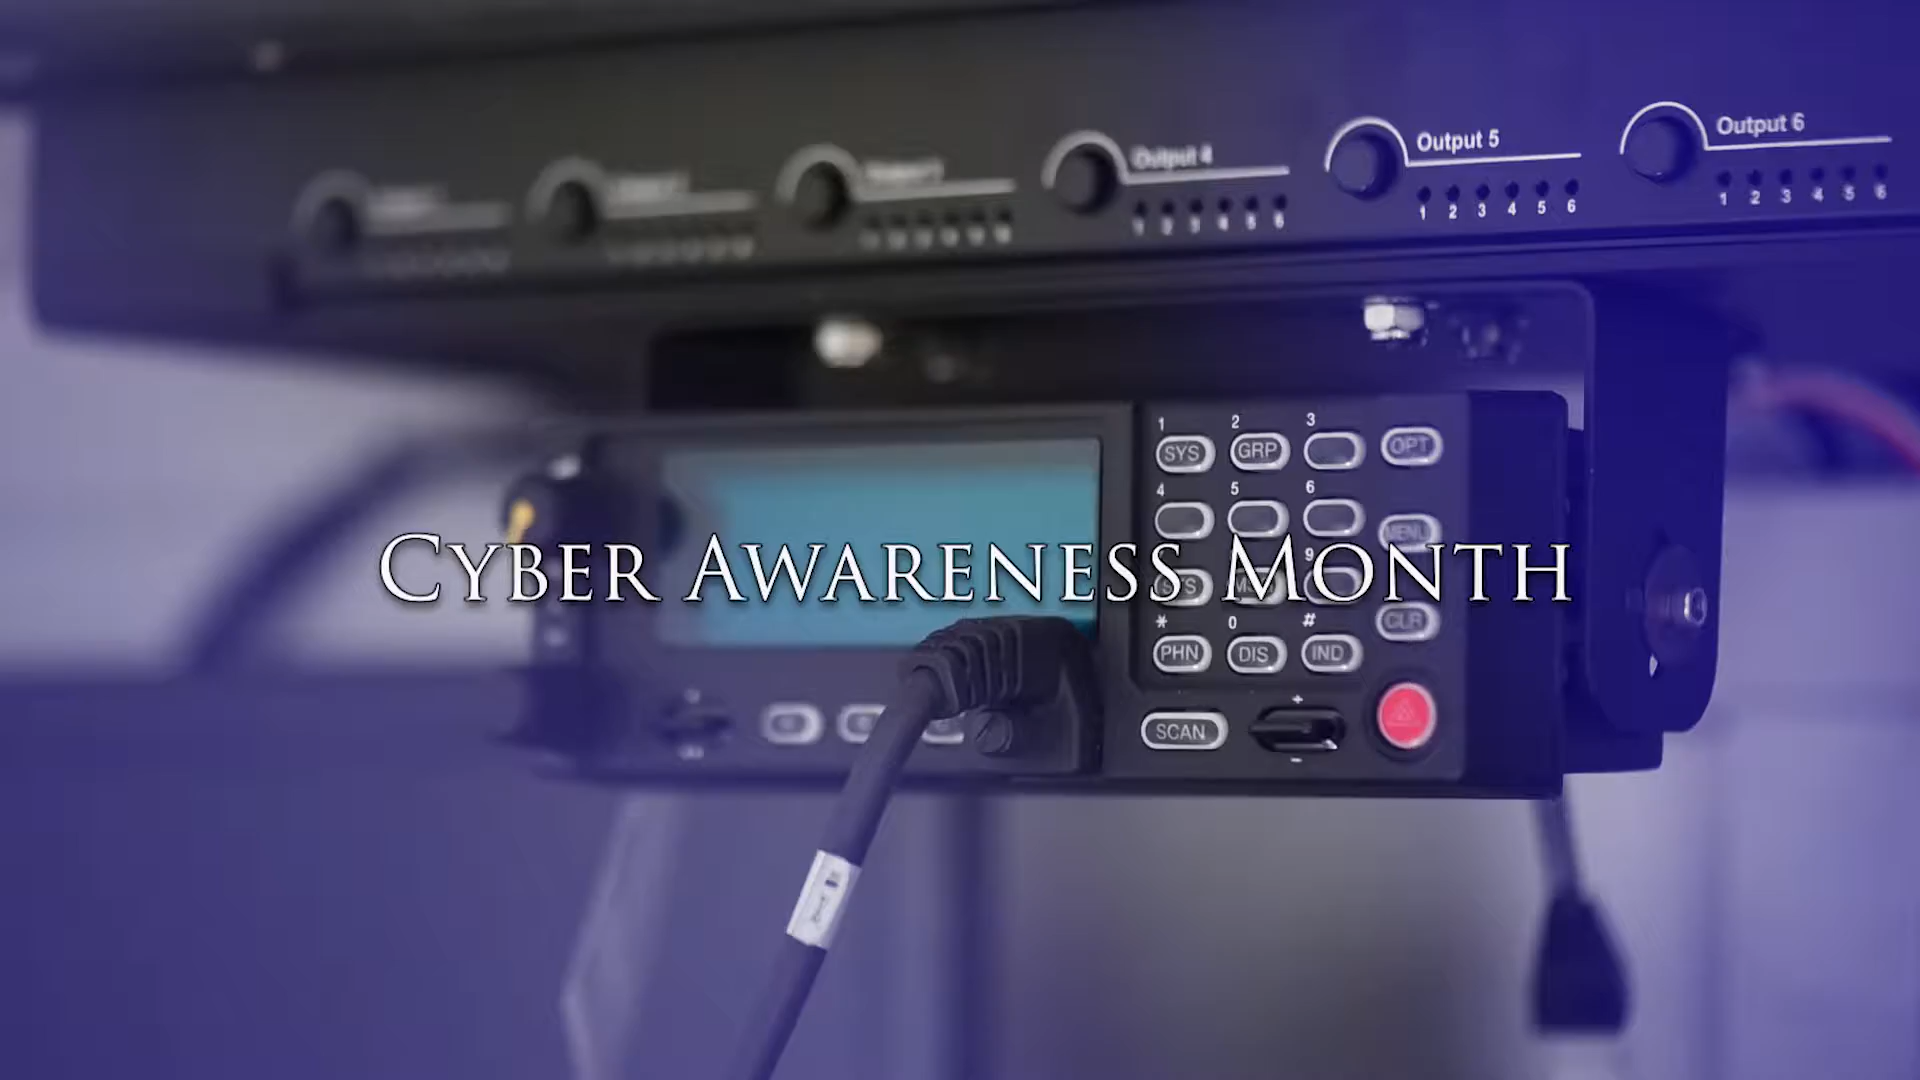 Output 4
Output 5
Output 6
1 2 3 4 5 6
1 2 3 4 5 6
1 2 3 4 5 6
1 2 3
SYS GRP OPT
4 5 6
MENU
CYBER AWARENESS MONTH
9
SYS
CLR
* 0 #
PHN DIS IND
SCAN
+
-